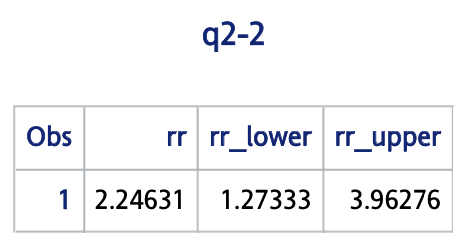 q2-2
Obs rr rr_lower rr_upper
1 2.24631 1.27333 3.96276